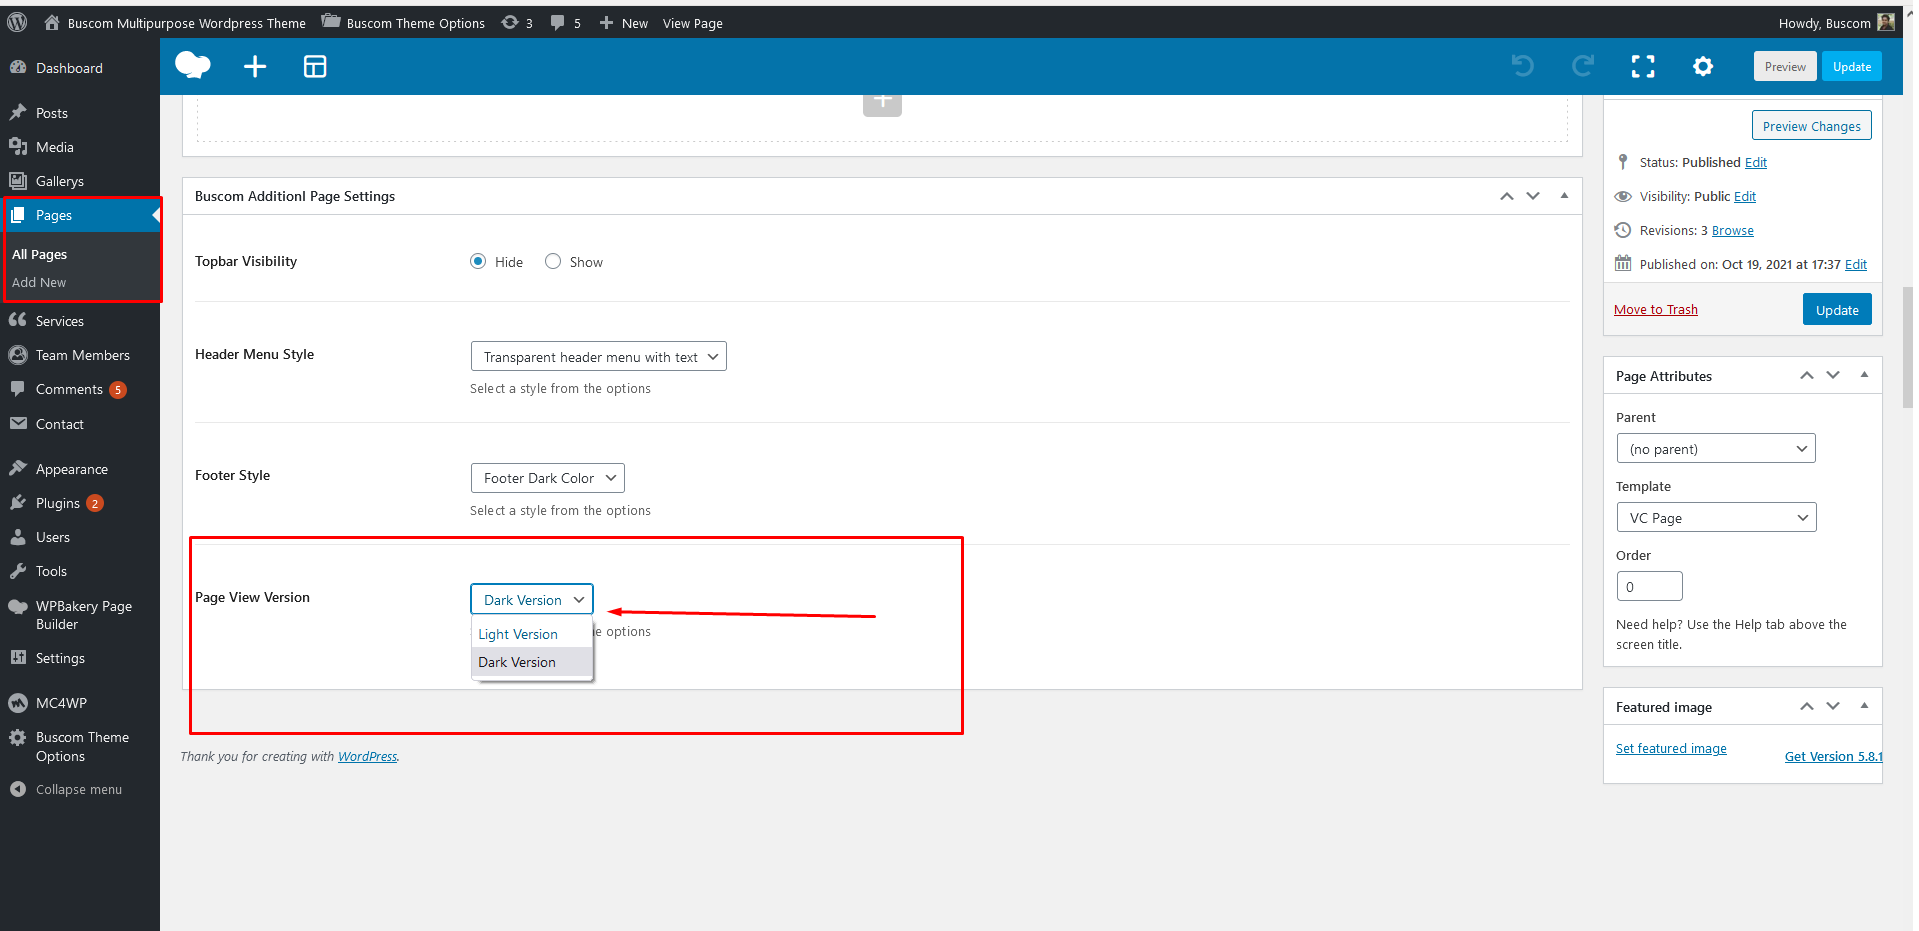 Buscom Multipurpose Wordpress Theme
Buscom Theme Options
3
5
New
View Page
Howdy, Buscom
Preview
Update
Dashboard
Posts
Media
Gallerys
Pages
All Pages
Add New
Services
Team Members
Comments 5
Contact
Appearance
Plugins 2
Users
Tools
WPBakery Page
Builder
Settings
MC4WP
Buscom Theme
Options
Collapse menu
Buscom Additionl Page Settings
Topbar Visibility
Hide
Show
Header Menu Style
Transparent header menu with text
Select a style from the options
Footer Style
Footer Dark Color
Select a style from the options
Page View Version
Dark Version
Light Version
Dark Version
e options
Thank you for creating with WordPress.
Preview Changes
Status: Published Edit
Visibility: Public Edit
Revisions: 3 Browse
Published on: Oct 19, 2021 at 17:37 Edit
Move to Trash
Update
Page Attributes
Parent
(no parent)
Template
VC Page
Order
0
Need help? Use the Help tab above the
screen title.
Featured image
Set featured image
Get Version 5.8.1